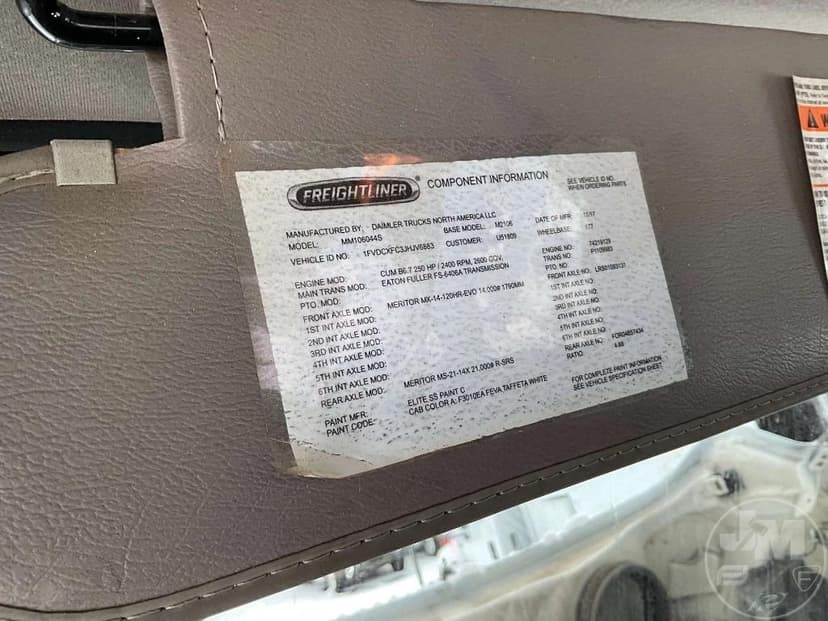 FREIGHTLINER® COMPONENT INFORMATION SEE VEHICLE ID NO. WHEN ORDERING PARTS
MANUFACTURED BY: DAIMLER TRUCKS NORTH AMERICA LLC DATE OF MFR: 10/17
MODEL: MM106044S BASE MODEL: M2106 WHEELBASE: 177
VEHICLE ID NO.: 1FVDCXFC3JHJV6883 CUSTOMER: U51809
ENGINE MOD: CUM B6.7 250 HP / 2400 RPM, 2600 GOV, ENGINE NO: 74219129
MAIN TRANS MOD: EATON FULLER FS-6406A TRANSMISSION TRANS NO:
PTO. MOD: PTO. NO:
FRONT AXLE MOD: MERITOR MX-14-120HR-EVO 14,000# 1790MM FRONT AXLE NO:
1ST INT AXLE MOD: 1ST INT AXLE NO:
2ND INT AXLE MOD: 2ND INT AXLE NO:
3RD INT AXLE MOD: 3RD INT AXLE NO:
4TH INT AXLE MOD: 4TH INT AXLE NO:
5TH INT AXLE MOD: 5TH INT AXLE NO:
6TH INT AXLE MOD: 6TH INT AXLE NO:
REAR AXLE MOD: MERITOR MS-21-14X 21,000# R-SRS REAR AXLE NO:
RATIO: 4.88
PAINT MFR: ELITE SS PAINT C
PAINT CODE: CAB COLOR A: F3010EA FEVA TAFFETA WHITE
FOR COMPLETE PAINT INFORMATION
SEE VEHICLE SPECIFICATION SHEET
JM